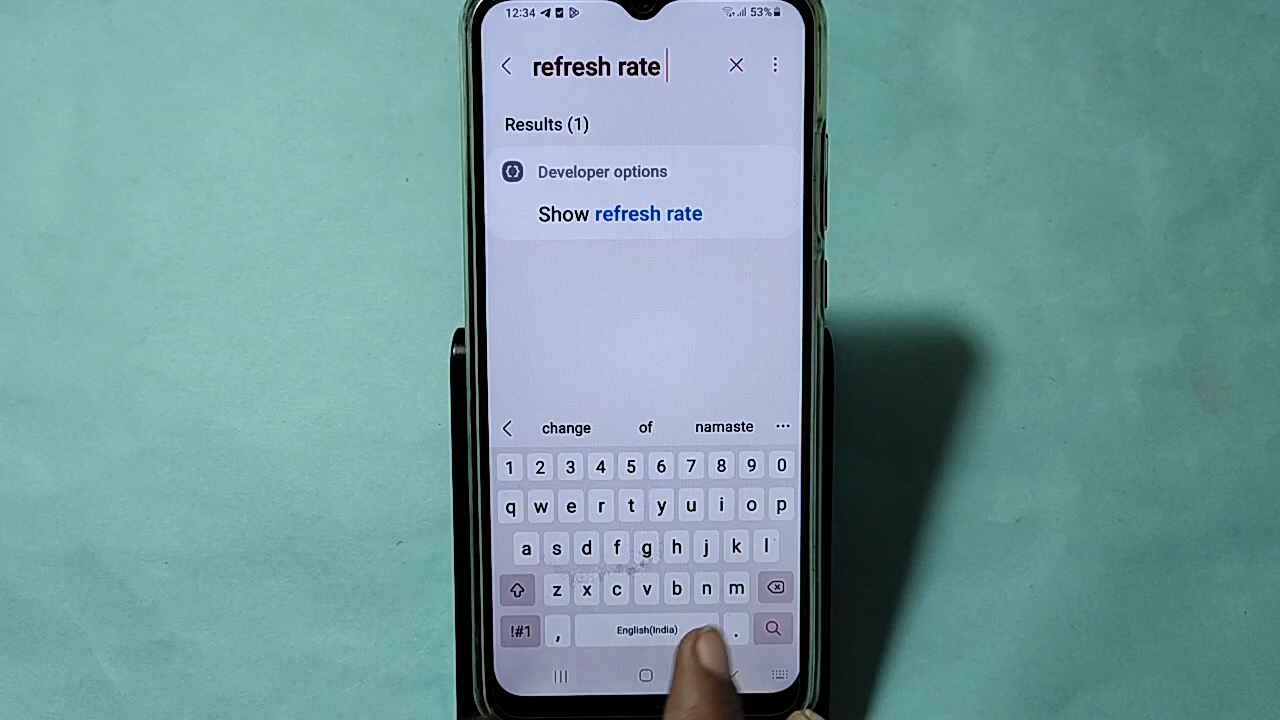 12:34 53%
refresh rate
Results (1)
Developer options
Show refresh rate
change of namaste
1 2 3 4 5 6 7 8 9 0
q w e r t y u i o p
a s d f g h j k l
z x c v b n m
!#1 , English(India) .